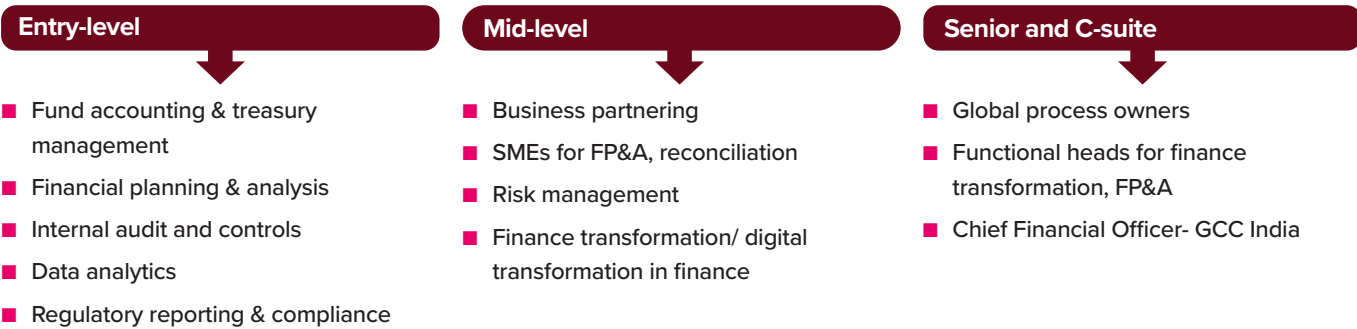 Entry-level
Fund accounting & treasury
management
Financial planning & analysis
Internal audit and controls
Data analytics
Regulatory reporting & compliance
Mid-level
Business partnering
SMEs for FP&A, reconciliation
Risk management
Finance transformation/ digital
transformation in finance
Senior and C-suite
Global process owners
Functional heads for finance
transformation, FP&A
Chief Financial Officer- GCC India